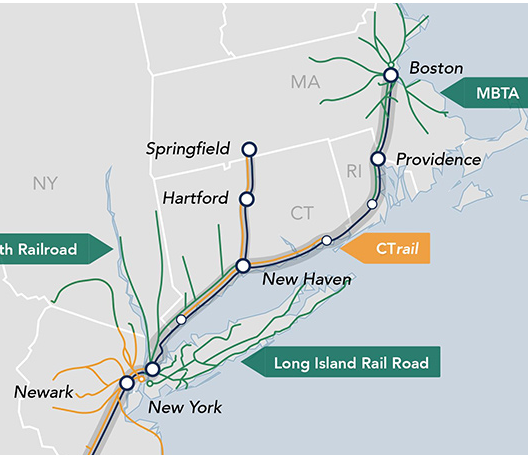 Boston
MA
MBTA
Springfield
Providence
RI
NY
Hartford
CT
th Railroad
CTrail
New Haven
Long Island Rail Road
Newark
New York